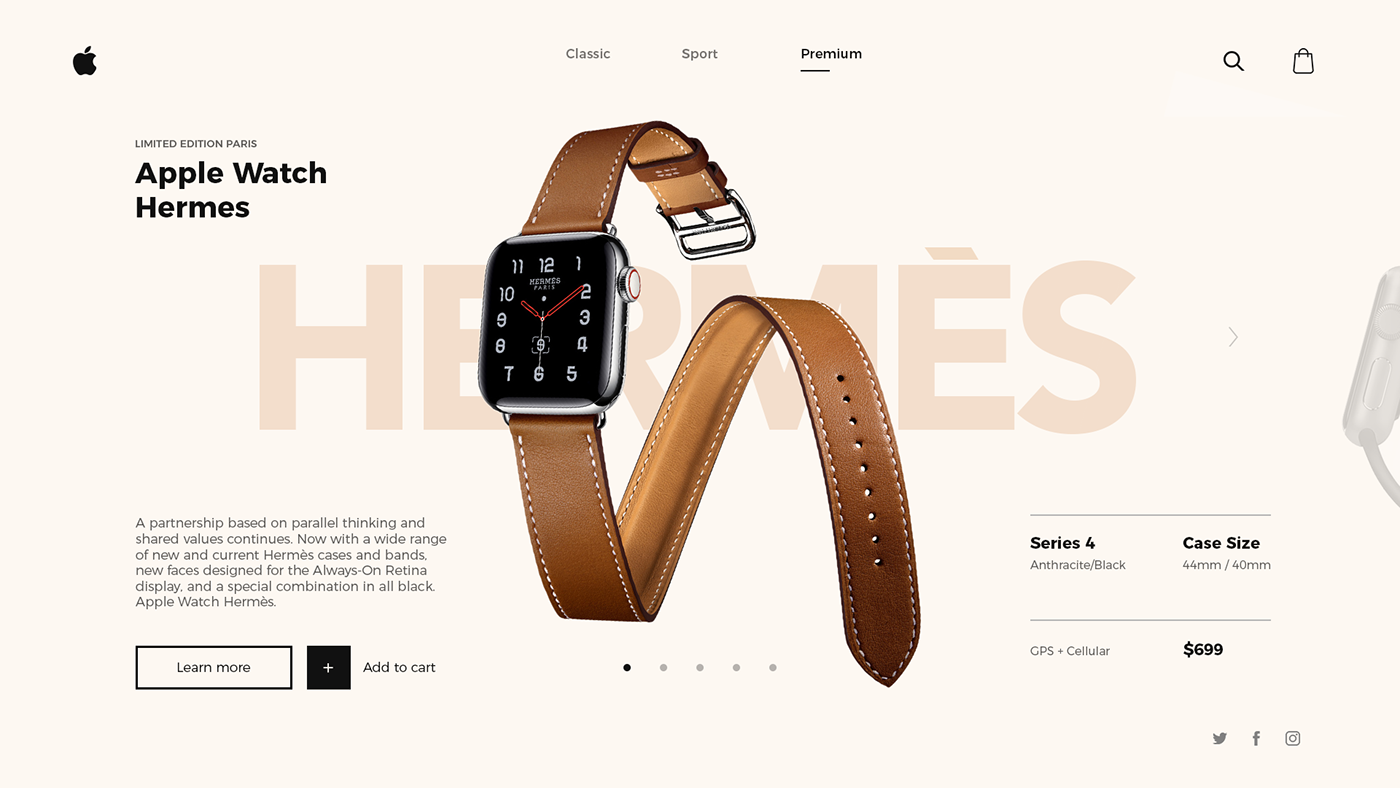 Classic
Sport
Premium
LIMITED EDITION PARIS
Apple Watch
Hermes
HERMÈS
11 12 1
10 2
9 3
8 4
7 6 5
HERMES
PARIS
9
A partnership based on parallel thinking and
shared values continues. Now with a wide range
of new and current Hermès cases and bands,
new faces designed for the Always-On Retina
display, and a special combination in all black.
Apple Watch Hermès.
Learn more
+
Add to cart
Series 4
Anthracite/Black
Case Size
44mm / 40mm
GPS + Cellular
$699